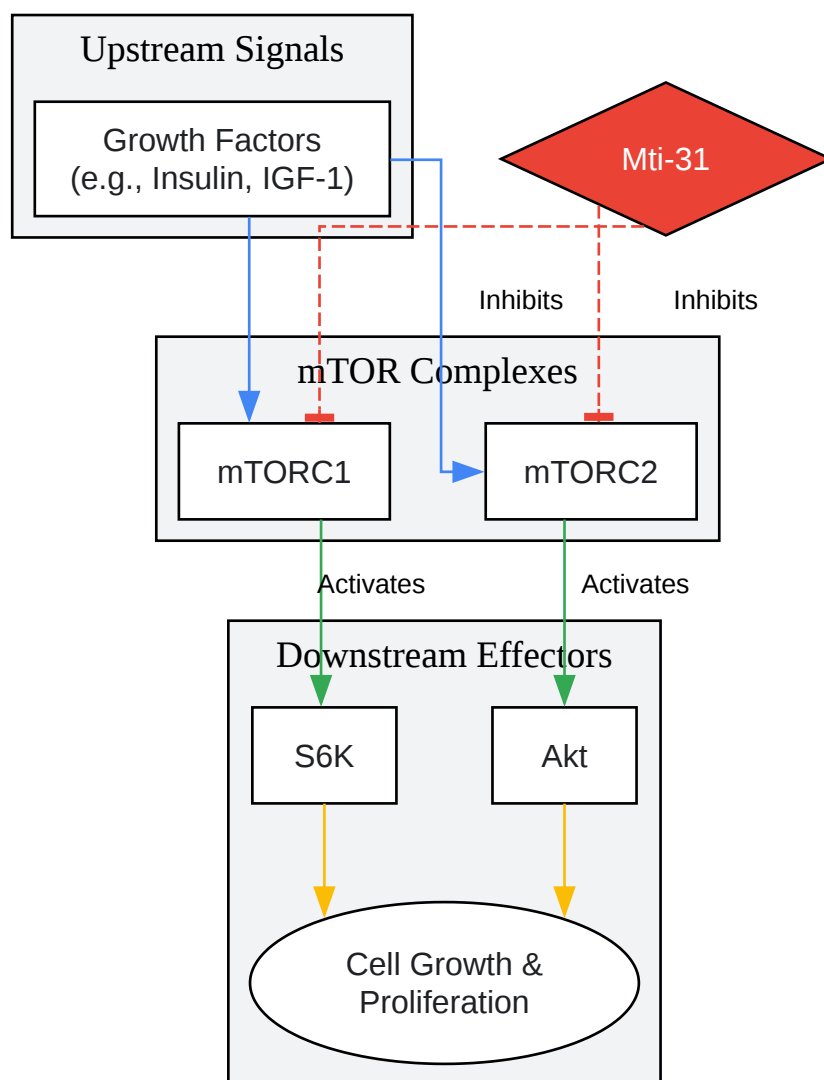 Upstream Signals
Growth Factors
(e.g., Insulin, IGF-1)
Mti-31
Inhibits
Inhibits
mTOR Complexes
mTORC1
mTORC2
Activates
Activates
Downstream Effectors
S6K
Akt
Cell Growth &
Proliferation